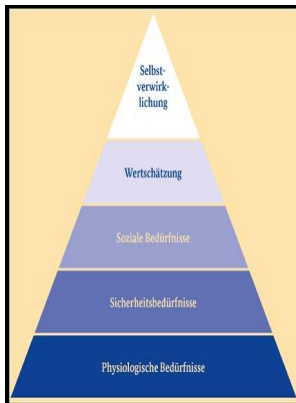 Selbst-
verwirk-
lichung
Wertschätzung
Soziale Bedürfnisse
Sicherheitsbedürfnisse
Physiologische Bedürfnisse